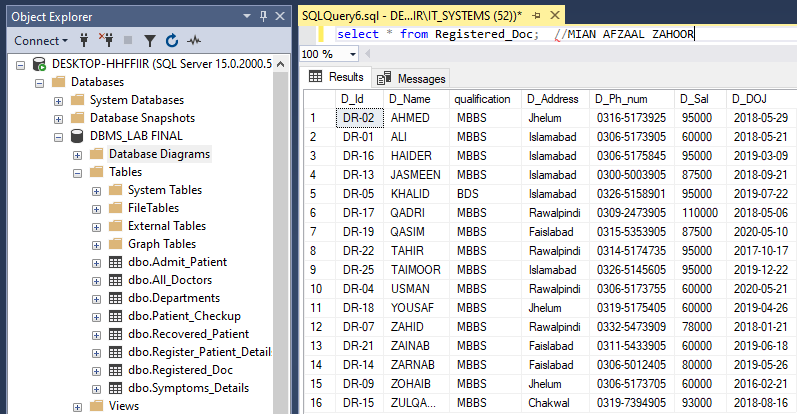 Object Explorer
Connect
DESKTOP-HHFFIIR (SQL Server 15.0.2000.5
Databases
System Databases
Database Snapshots
DBMS_LAB FINAL
Database Diagrams
Tables
System Tables
FileTables
External Tables
Graph Tables
dbo.Admit_Patient
dbo.All_Doctors
dbo.Departments
dbo.Patient_Checkup
dbo.Recovered_Patient
dbo.Register_Patient_Details
dbo.Registered_Doc
dbo.Symptoms_Details
Views
SQLQuery6.sql - DE...IR\IT_SYSTEMS (52))*
select * from Registered_Doc; //MIAN AFZAAL ZAHOOR
100 %
Results Messages
D_Id D_Name qualification D_Address D_Ph_num D_Sal D_DOJ
1 DR-02 AHMED MBBS Jhelum 0316-5173925 95000 2018-05-29
2 DR-01 ALI MBBS Islamabad 0306-5173905 60000 2018-05-21
3 DR-16 HAIDER MBBS Islamabad 0306-5175845 95000 2019-03-09
4 DR-13 JASMEEN MBBS Islamabad 0300-5003905 87500 2018-09-21
5 DR-05 KHALID BDS Islamabad 0326-5158901 95000 2019-07-22
6 DR-17 QADRI MBBS Rawalpindi 0309-2473905 110000 2018-05-06
7 DR-19 QASIM MBBS Faislabad 0315-5353905 87500 2020-05-10
8 DR-22 TAHIR MBBS Rawalpindi 0314-5174735 95000 2017-10-17
9 DR-25 TAIMOOR MBBS Islamabad 0326-5145605 95000 2019-12-22
10 DR-04 USMAN MBBS Rawalpindi 0306-5173755 60000 2020-05-21
11 DR-18 YOUSAF MBBS Jhelum 0319-5175405 60000 2019-04-26
12 DR-07 ZAHID MBBS Rawalpindi 0332-5473909 78000 2018-01-21
13 DR-21 ZAINAB MBBS Faislabad 0311-5433905 60000 2019-06-18
14 DR-14 ZARNAB MBBS Faislabad 0306-5012405 80000 2019-05-26
15 DR-09 ZOHAIB MBBS Jhelum 0306-5173705 60000 2016-02-21
16 DR-15 ZULQA... MBBS Chakwal 0319-7394905 93000 2018-08-16